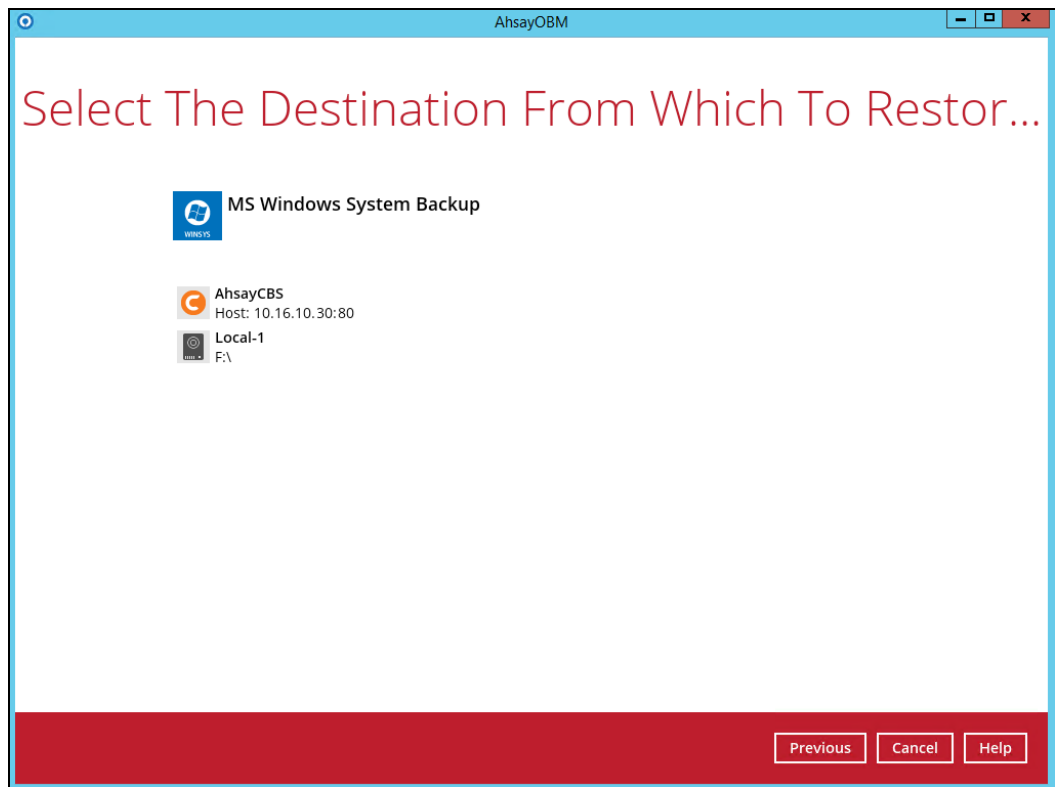 AhsayOBM
Select The Destination From Which To Restor...
MS Windows System Backup
WINSYS
AhsayCBS
Host: 10.16.10.30:80
Local-1
F:\
Previous Cancel Help